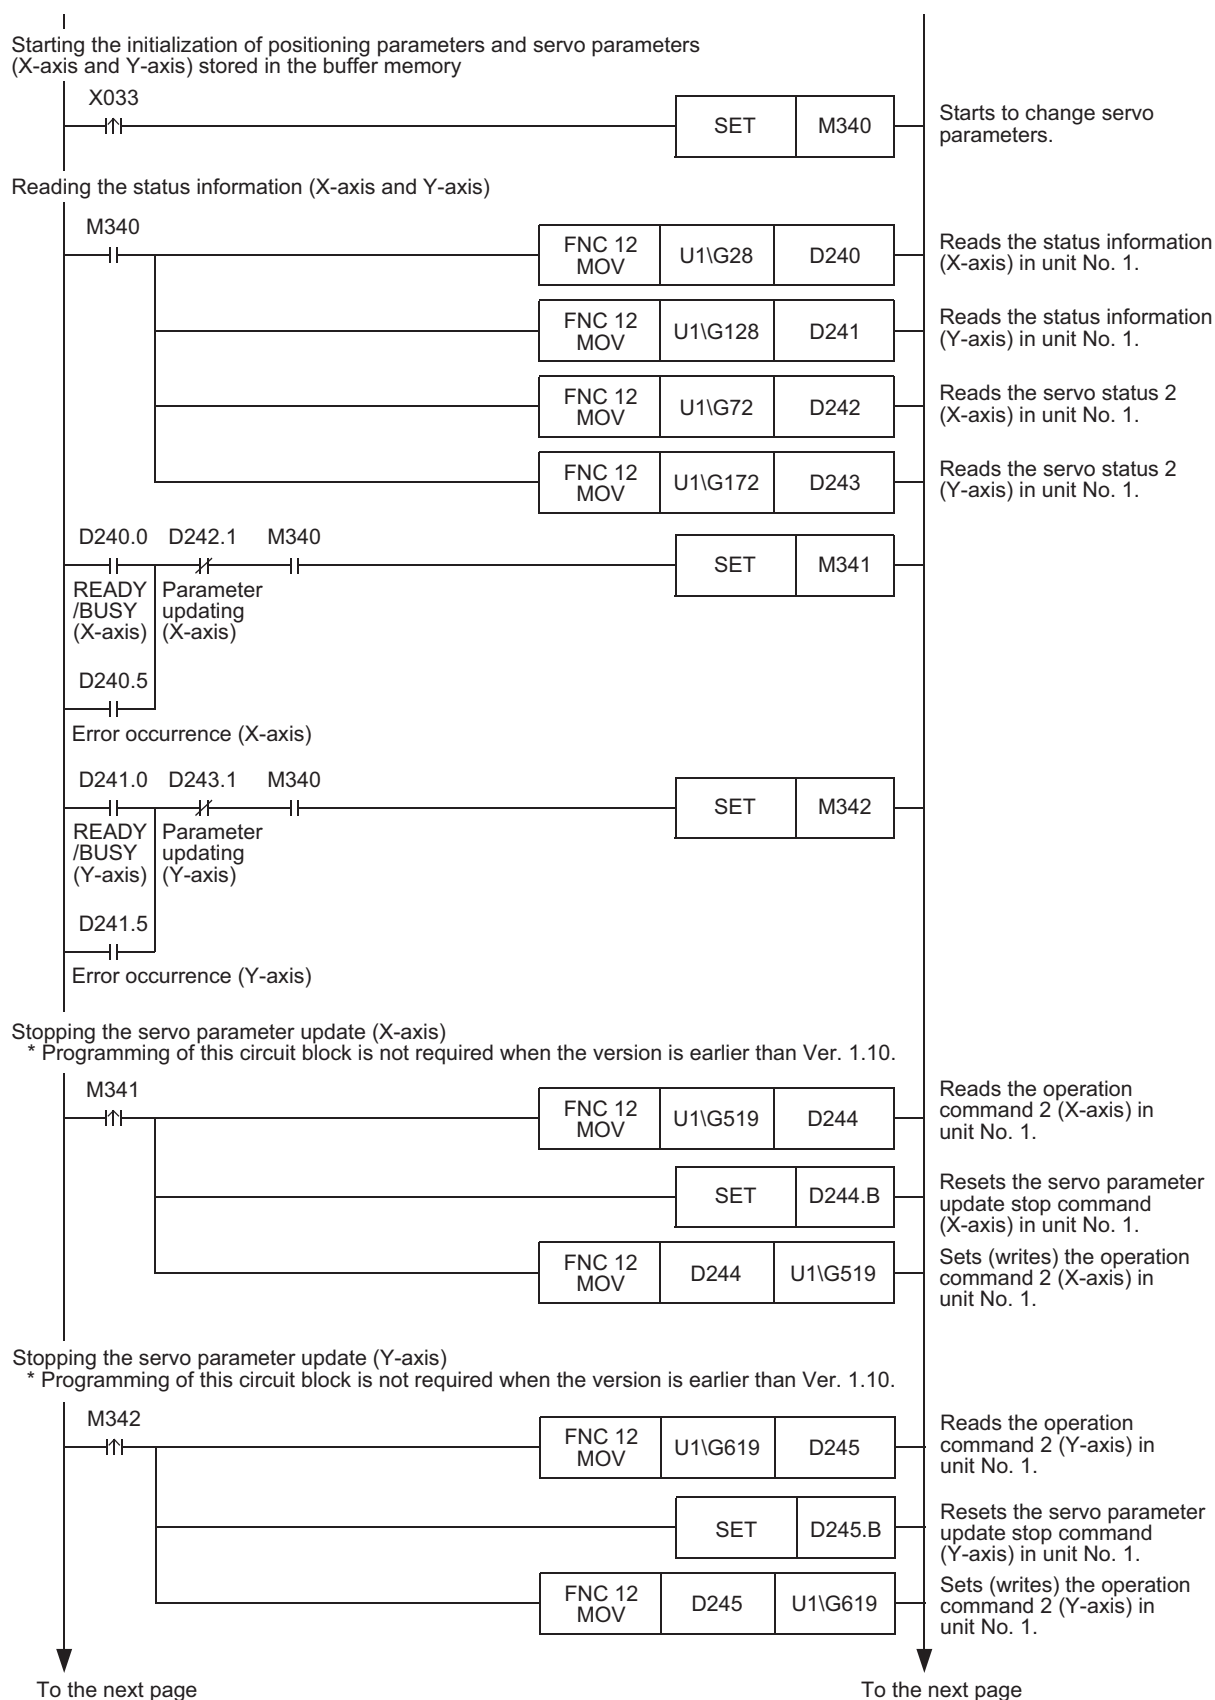 Starting the initialization of positioning parameters and servo parameters
(X-axis and Y-axis) stored in the buffer memory
X033
SET M340
Starts to change servo
parameters.
Reading the status information (X-axis and Y-axis)
M340
FNC 12
MOV
U1\G28 D240
Reads the status information
(X-axis) in unit No. 1.
FNC 12
MOV
U1\G128 D241
Reads the status information
(Y-axis) in unit No. 1.
FNC 12
MOV
U1\G72 D242
Reads the servo status 2
(X-axis) in unit No. 1.
FNC 12
MOV
U1\G172 D243
Reads the servo status 2
(Y-axis) in unit No. 1.
D240.0 D242.1 M340
SET M341
READY
/BUSY
(X-axis)
Parameter
updating
(X-axis)
D240.5
Error occurrence (X-axis)
D241.0 D243.1 M340
SET M342
READY
/BUSY
(Y-axis)
Parameter
updating
(Y-axis)
D241.5
Error occurrence (Y-axis)
Stopping the servo parameter update (X-axis)
* Programming of this circuit block is not required when the version is earlier than Ver. 1.10.
M341
FNC 12
MOV
U1\G519 D244
Reads the operation
command 2 (X-axis) in
unit No. 1.
SET D244.B
Resets the servo parameter
update stop command
(X-axis) in unit No. 1.
FNC 12
MOV
D244 U1\G519
Sets (writes) the operation
command 2 (X-axis) in
unit No. 1.
Stopping the servo parameter update (Y-axis)
* Programming of this circuit block is not required when the version is earlier than Ver. 1.10.
M342
FNC 12
MOV
U1\G619 D245
Reads the operation
command 2 (Y-axis) in
unit No. 1.
SET D245.B
Resets the servo parameter
update stop command
(Y-axis) in unit No. 1.
FNC 12
MOV
D245 U1\G619
Sets (writes) the operation
command 2 (Y-axis) in
unit No. 1.
To the next page
To the next page